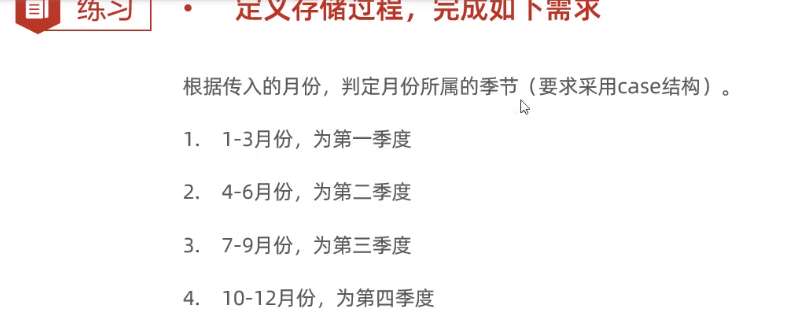 练习
• 定义存储过程，完成如下需求
根据传入的月份，判定月份所属的季节（要求采用case结构）。
1. 1-3月份，为第一季度
2. 4-6月份，为第二季度
3. 7-9月份，为第三季度
4. 10-12月份，为第四季度